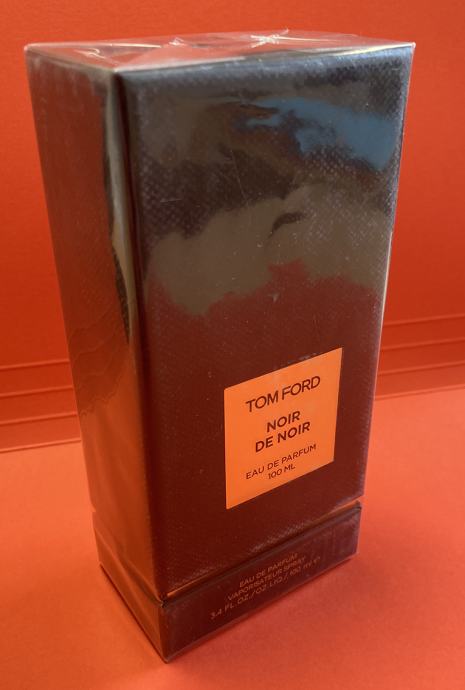 TOM FORD
NOIR
DE NOIR
EAU DE PARFUM
100 ML
EAU DE PARFUM
VAPORISATEUR SPRAY
3.4 FL.OZ./OZ. LIQ./ 100 ml e